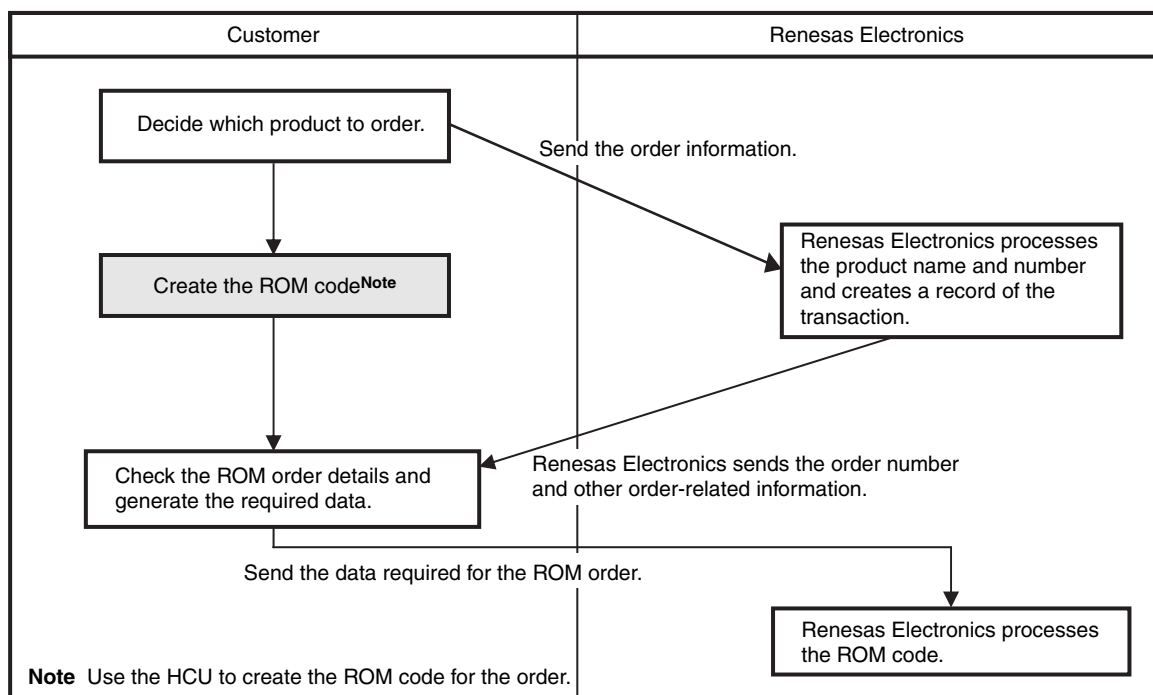 Customer
Renesas Electronics
Decide which product to order.
Send the order information.
Renesas Electronics processes
the product name and number
and creates a record of the
transaction.
Create the ROM codeNote
Check the ROM order details and
generate the required data.
Renesas Electronics sends the order number
and other order-related information.
Send the data required for the ROM order.
Renesas Electronics processes
the ROM code.
Note Use the HCU to create the ROM code for the order.